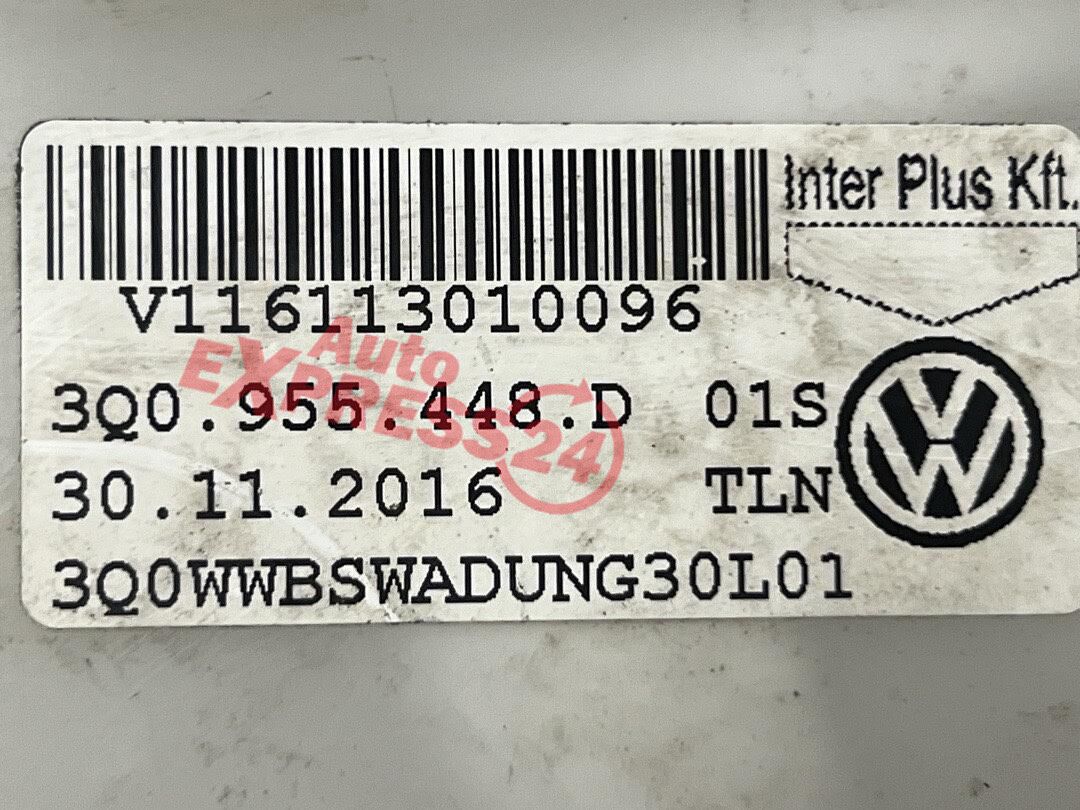 Inter Plus Kft.
V116113010096
Auto
EXPRESS24
3Q0.955.448.D 01S
30.11.2016 TLN
3Q0WWBSWADUNG30L01